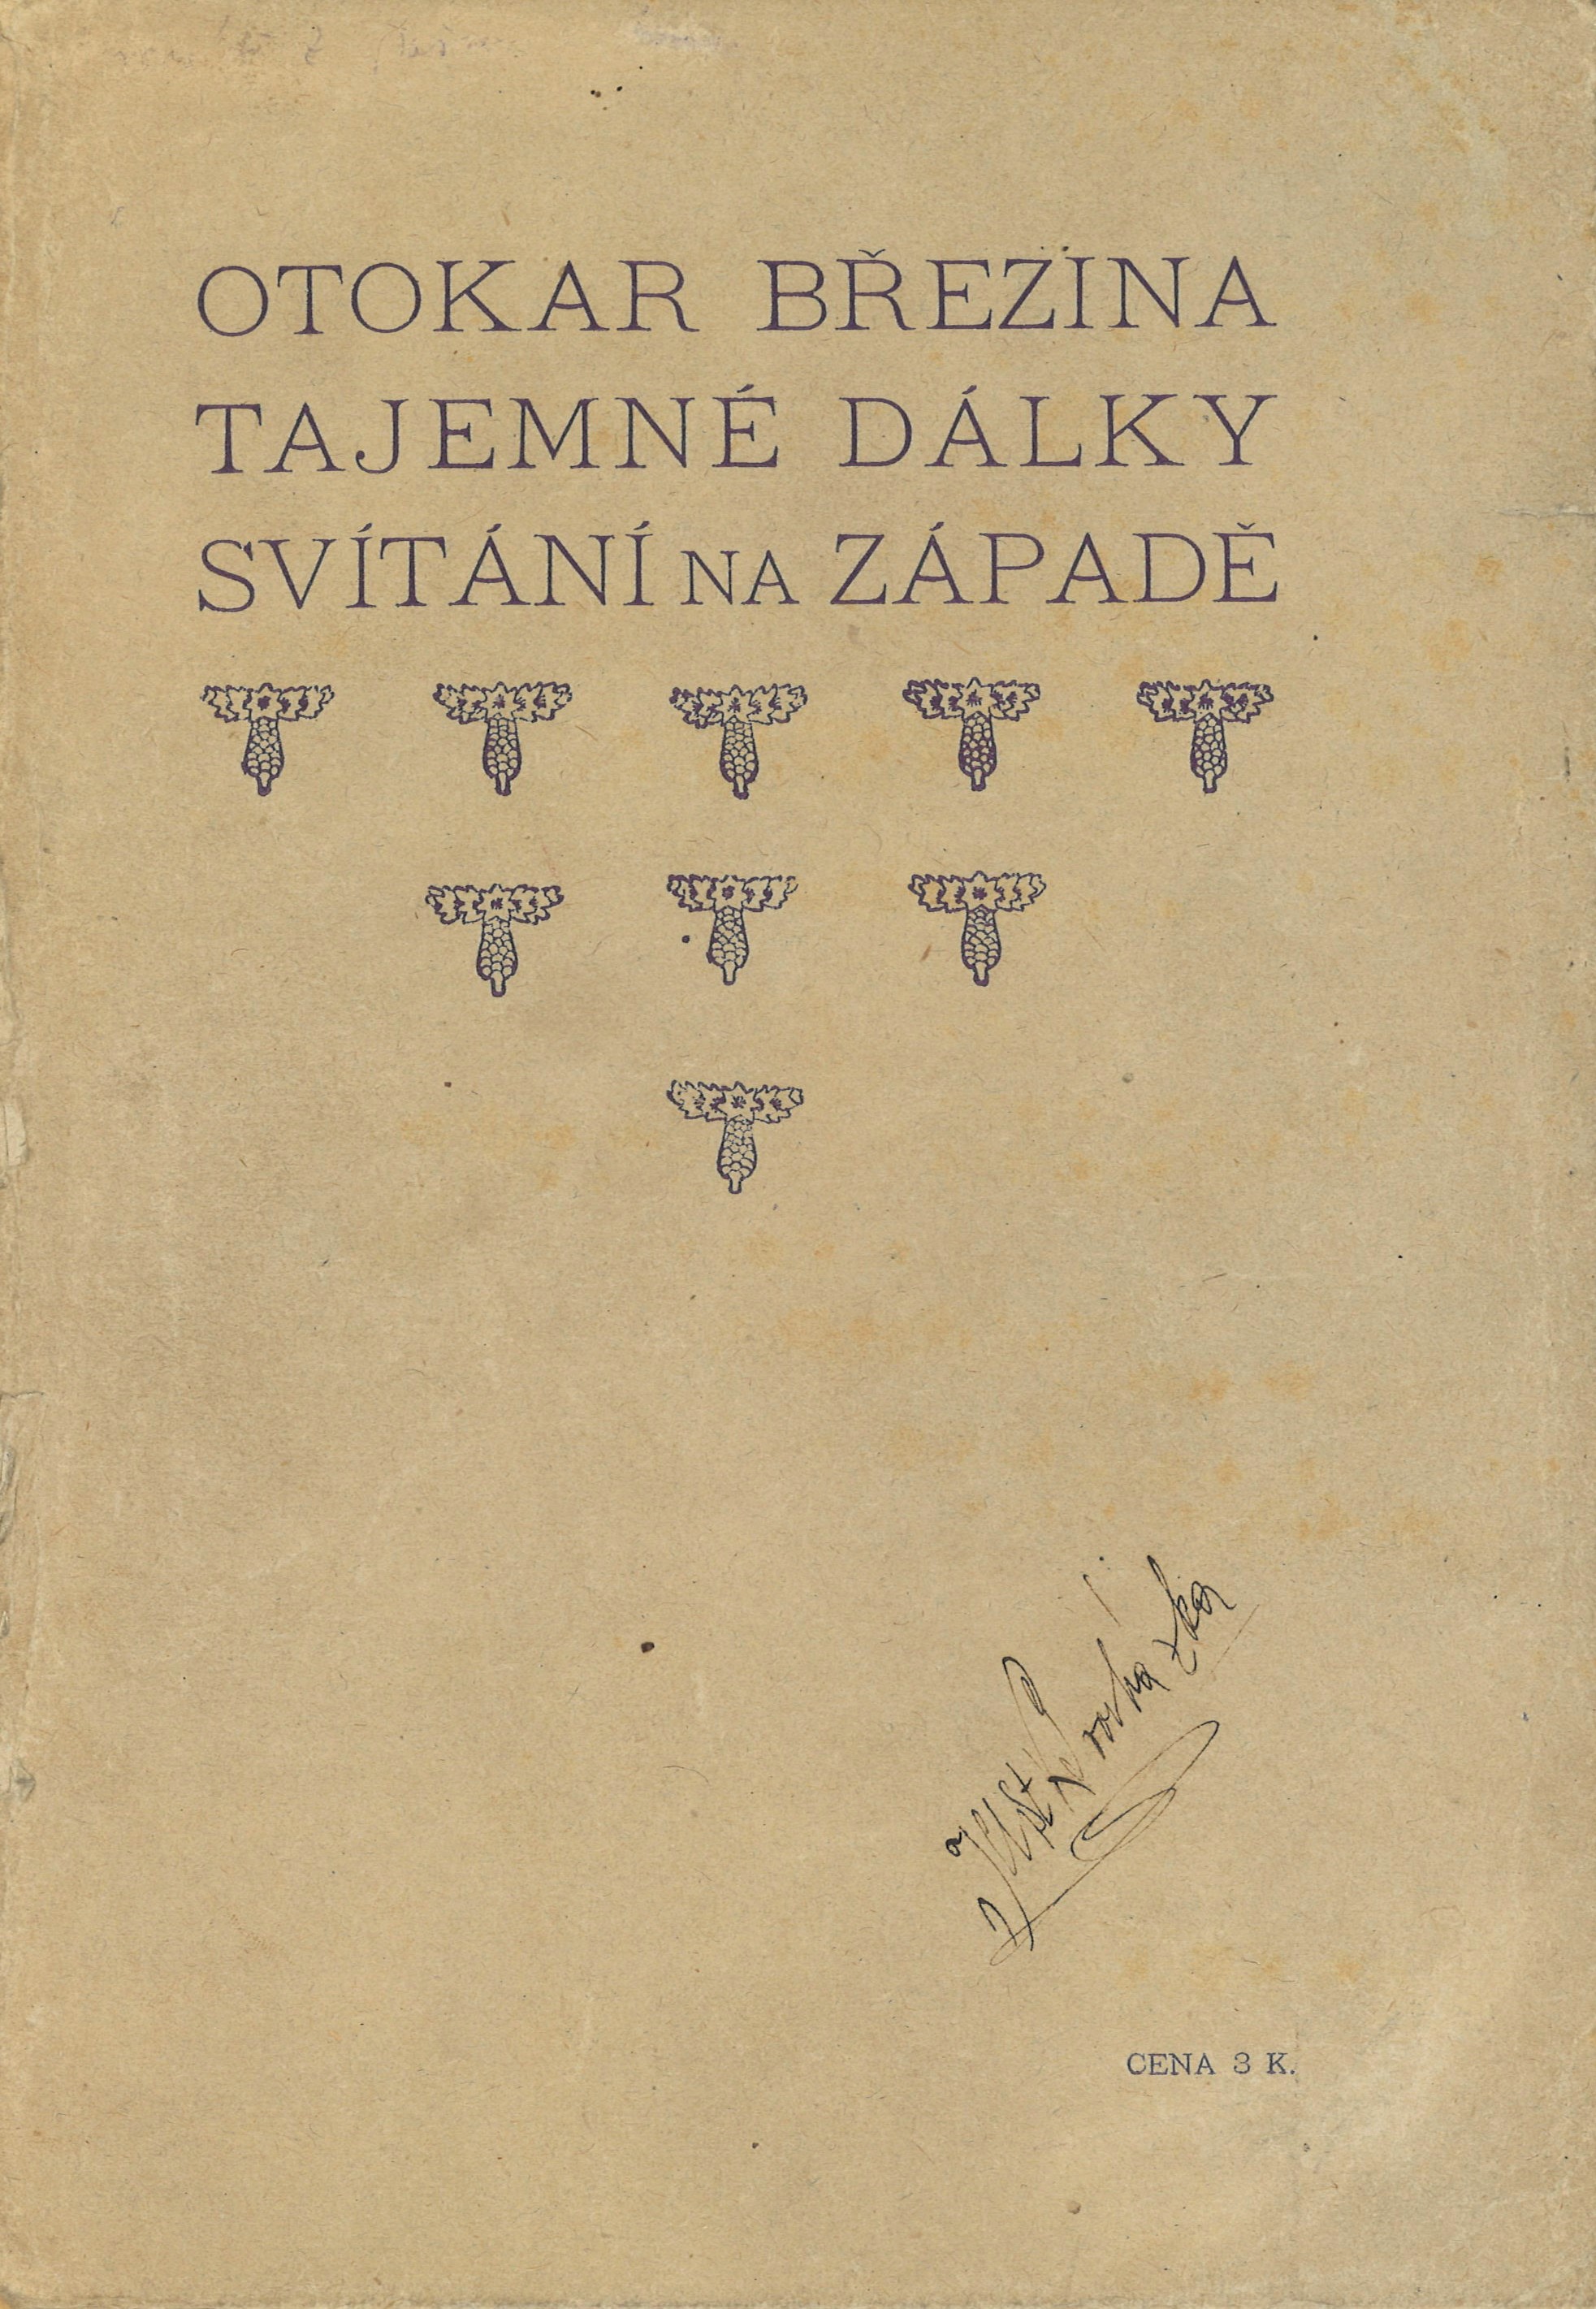 OTOKAR BŘEZINA
TAJEMNÉ DÁLKY
SVÍTÁNÍ NA ZÁPADĚ
CENA 3 K.